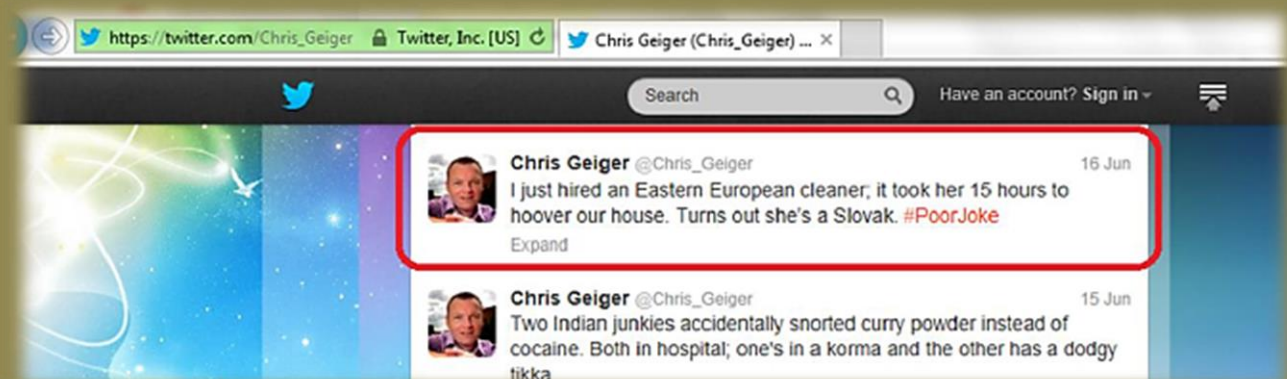 https://twitter.com/Chris_Geiger Twitter, Inc. [US] Chris Geiger (Chris_Geiger) ...
Search Have an account? Sign in
Chris Geiger @Chris_Geiger 16 Jun
I just hired an Eastern European cleaner; it took her 15 hours to
hoover our house. Turns out she's a Slovak. #PoorJoke
Expand
Chris Geiger @Chris_Geiger 15 Jun
Two Indian junkies accidentally snorted curry powder instead of
cocaine. Both in hospital; one's in a korma and the other has a dodgy
tikka